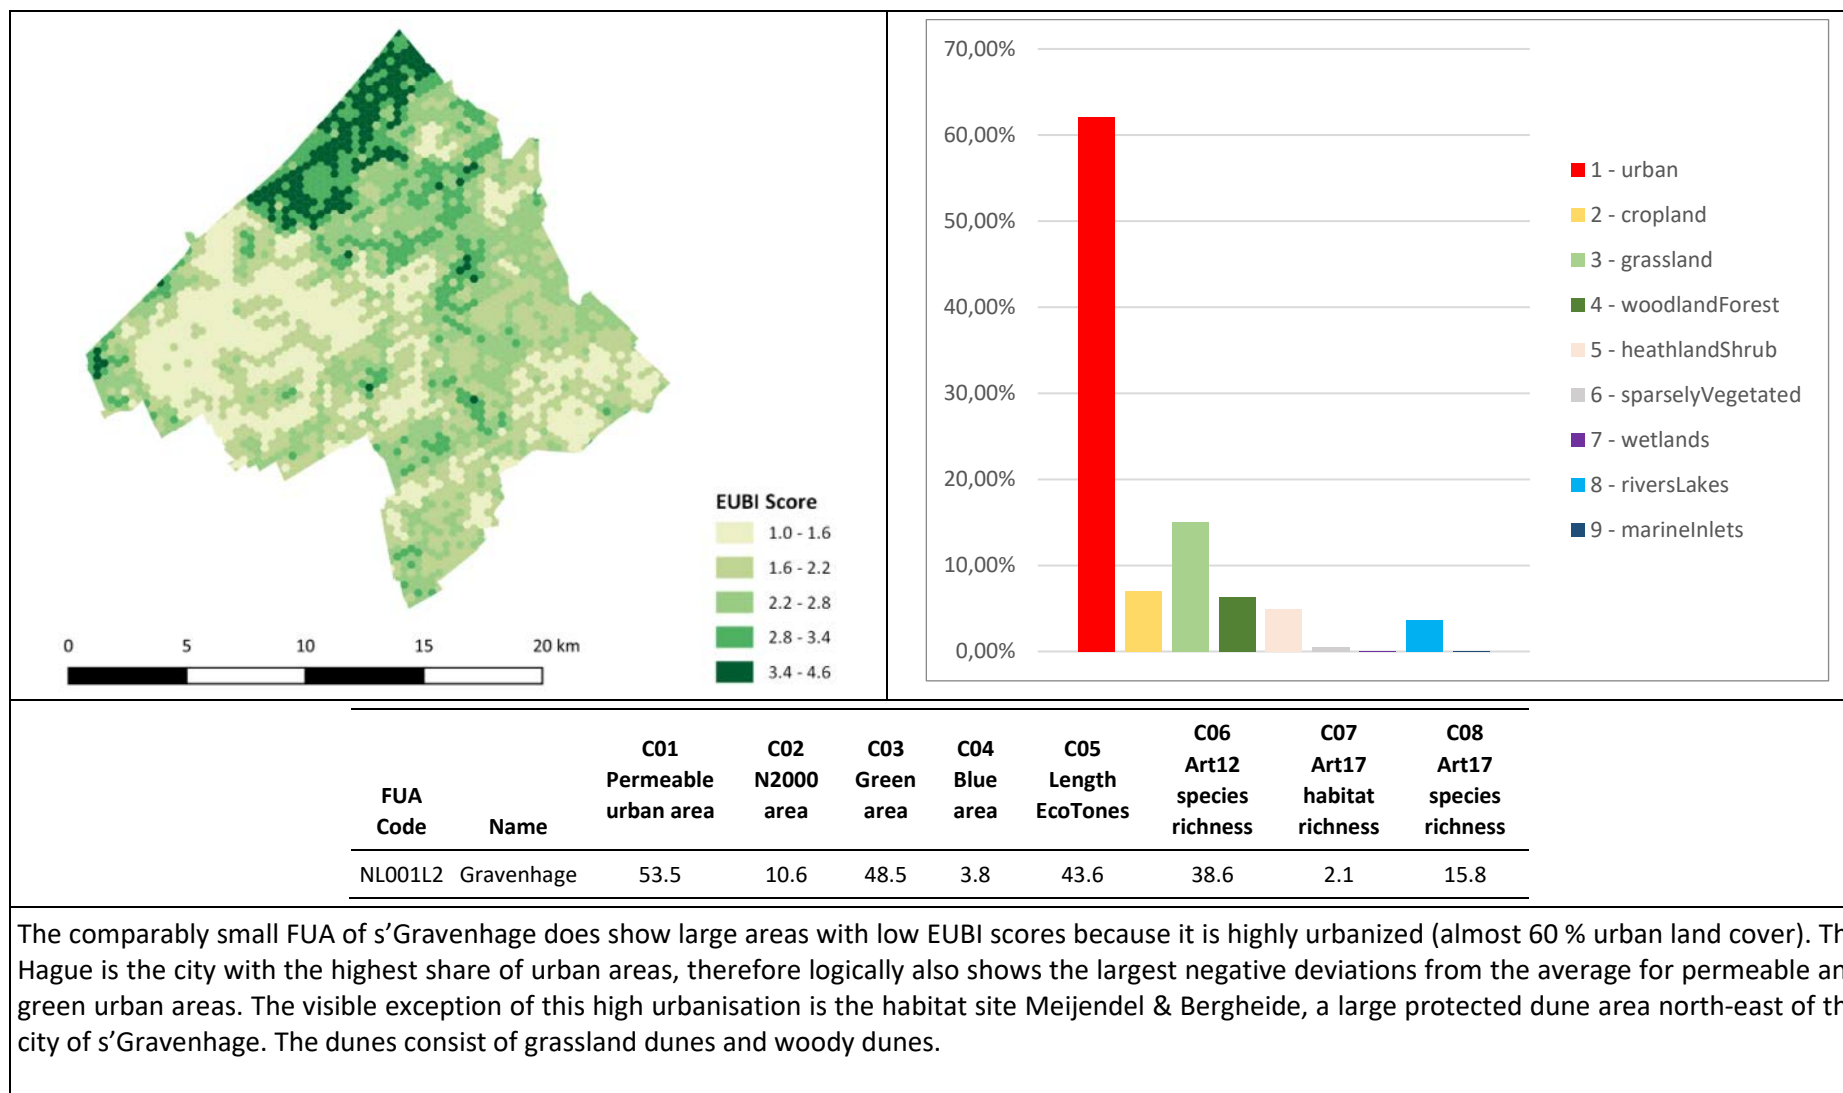 EUBI Score
1.0 - 1.6
1.6 - 2.2
2.2 - 2.8
2.8 - 3.4
3.4 - 4.6
0 5 10 15 20 km
70,00%
60,00%
50,00%
40,00%
30,00%
20,00%
10,00%
0,00%
1 - urban
2 - cropland
3 - grassland
4 - woodlandForest
5 - heathlandShrub
6 - sparselyVegetated
7 - wetlands
8 - riversLakes
9 - marineInlets
FUA
Code
Name
C01
Permeable
urban area
C02
N2000
area
C03
Green
area
C04
Blue
area
C05
Length
EcoTones
C06
Art12
species
richness
C07
Art17
habitat
richness
C08
Art17
species
richness
NL001L2 Gravenhage 53.5 10.6 48.5 3.8 43.6 38.6 2.1 15.8
The comparably small FUA of s’Gravenhage does show large areas with low EUBI scores because it is highly urbanized (almost 60 % urban land cover). Th
Hague is the city with the highest share of urban areas, therefore logically also shows the largest negative deviations from the average for permeable an
green urban areas. The visible exception of this high urbanisation is the habitat site Meijendel & Bergheide, a large protected dune area north-east of th
city of s’Gravenhage. The dunes consist of grassland dunes and woody dunes.